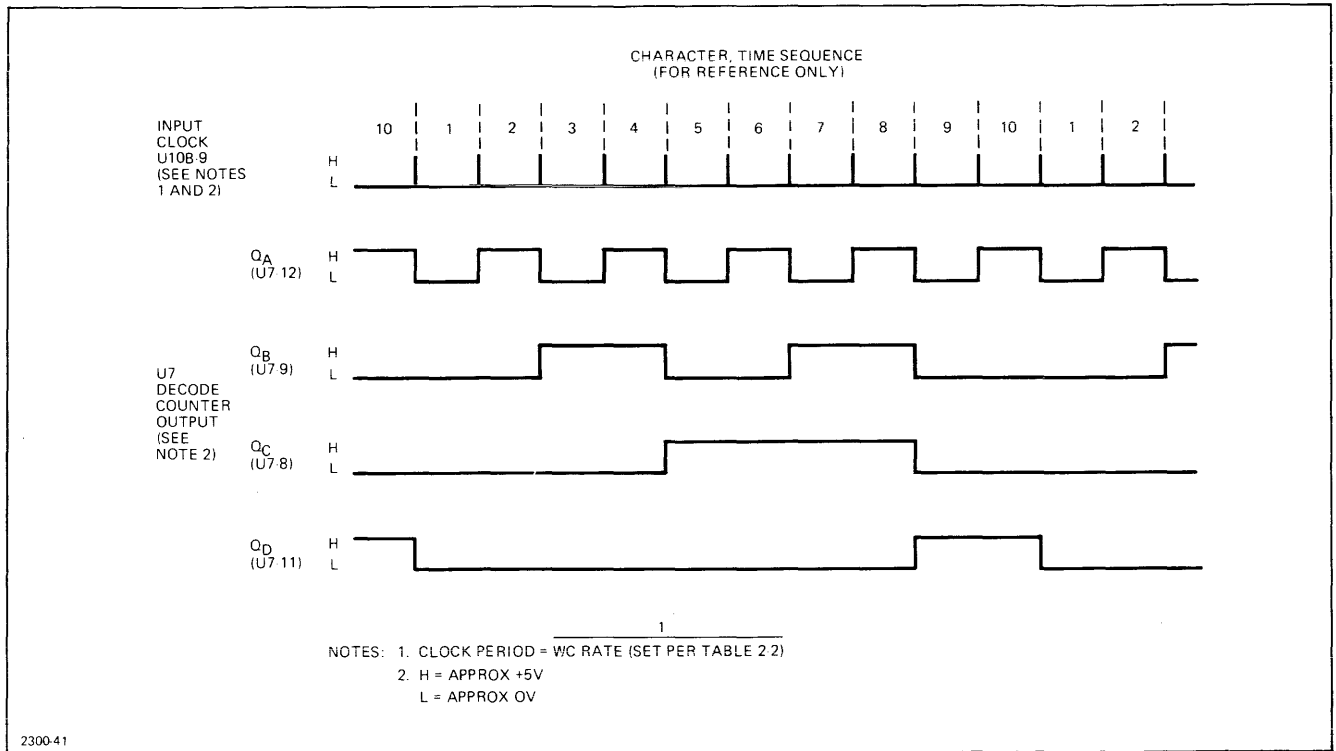 CHARACTER, TIME SEQUENCE
(FOR REFERENCE ONLY)
INPUT
CLOCK
U10B-9
(SEE NOTES
1 AND 2)
H
L
10 1 2 3 4 5 6 7 8 9 10 1 2
QA
(U7-12)
H
L
QB
(U7-9)
H
L
U7
DECODE
COUNTER
OUTPUT
(SEE
NOTE 2)
QC
(U7-8)
H
L
QD
(U7-11)
H
L
1
NOTES: 1. CLOCK PERIOD = WC RATE (SET PER TABLE 2-2)
2. H = APPROX +5V
L = APPROX 0V
2300-41